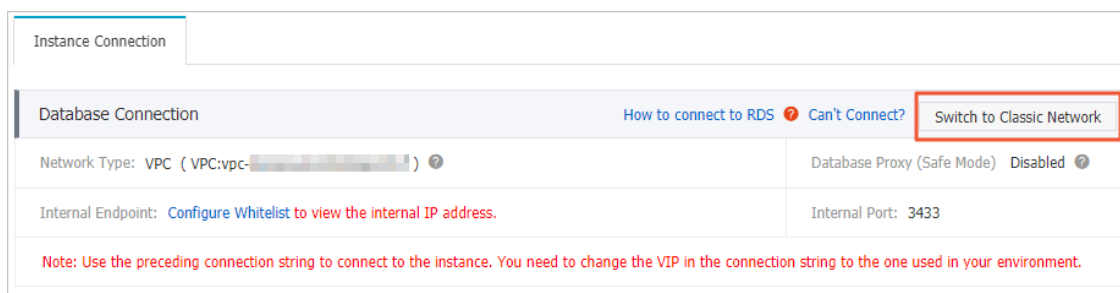 Instance Connection
Database Connection How to connect to RDS ? Can't Connect? Switch to Classic Network
Network Type: VPC ( VPC:vpc- ) ? Database Proxy (Safe Mode) Disabled ?
Internal Endpoint: Configure Whitelist to view the internal IP address. Internal Port: 3433
Note: Use the preceding connection string to connect to the instance. You need to change the VIP in the connection string to the one used in your environment.